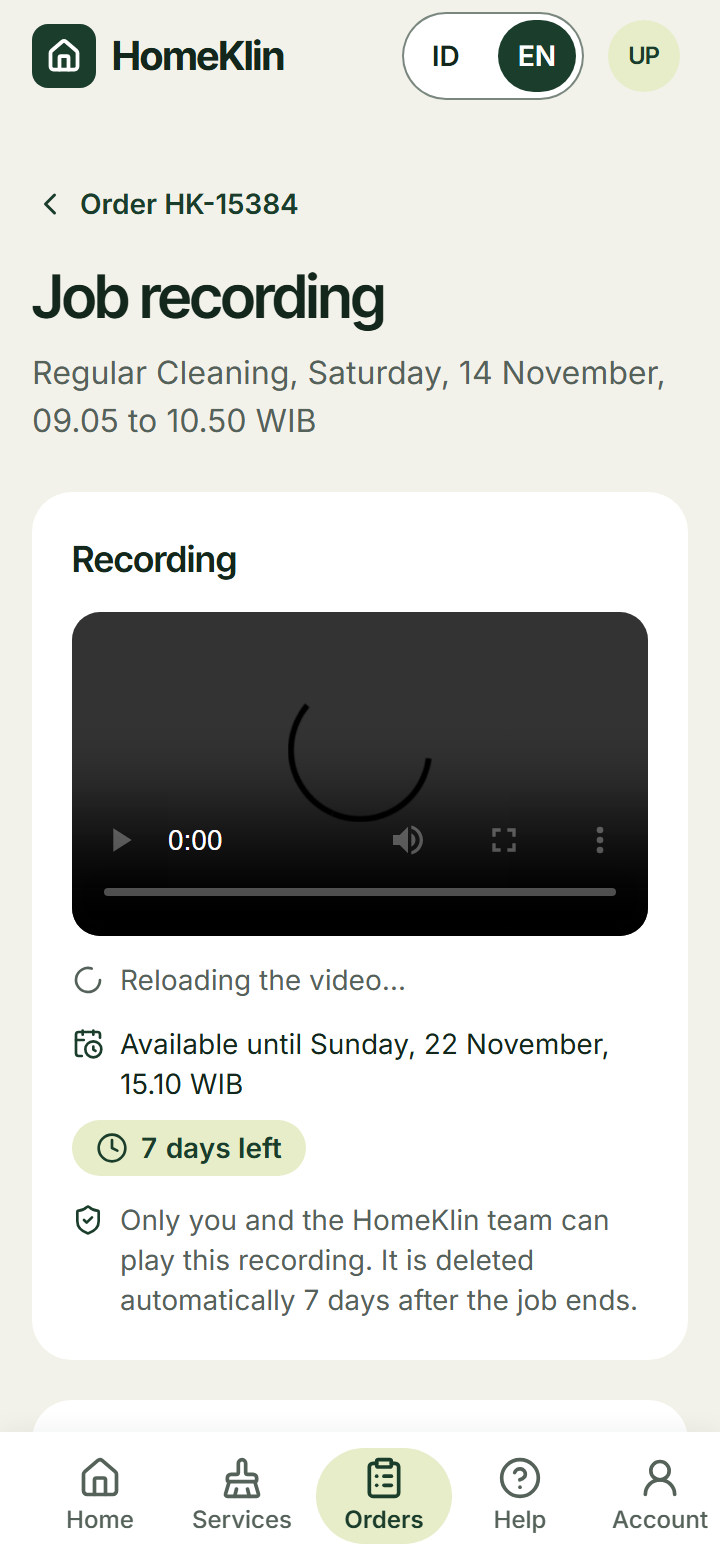 HomeKlin
ID
EN
UP
Order HK-15384
Job recording
Regular Cleaning, Saturday, 14 November,
09.05 to 10.50 WIB
Recording
0:00
Reloading the video...
Available until Sunday, 22 November,
15.10 WIB
7 days left
Only you and the HomeKlin team can
play this recording. It is deleted
automatically 7 days after the job ends.
Home
Services
Orders
Help
Account